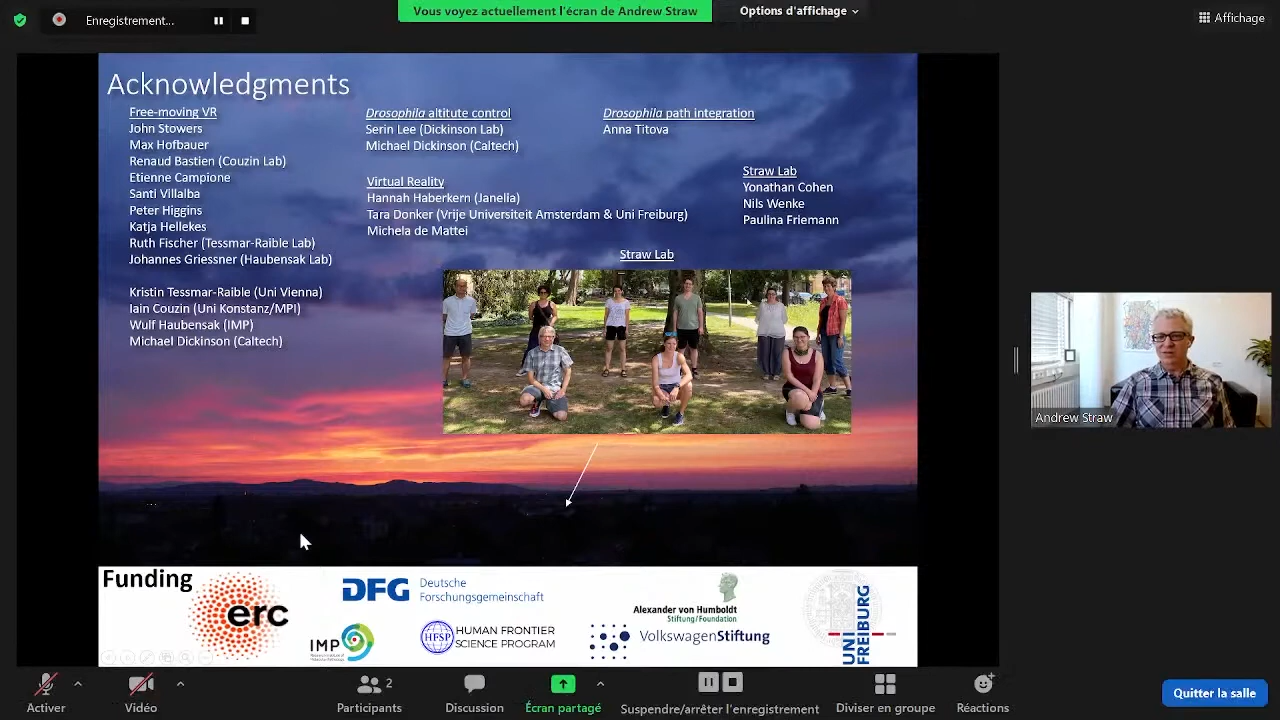 Enregistrement...
Vous voyez actuellement l'écran de Andrew Straw
Options d'affichage
Affichage
Acknowledgments
Free-moving VR
John Stowers
Max Hofbauer
Renaud Bastien (Couzin Lab)
Etienne Campione
Santi Villalba
Peter Higgins
Katja Hellekes
Ruth Fischer (Tessmar-Raible Lab)
Johannes Griessner (Haubensak Lab)
Kristin Tessmar-Raible (Uni Vienna)
Iain Couzin (Uni Konstanz/MPI)
Wulf Haubensak (IMP)
Michael Dickinson (Caltech)
Drosophila altitute control
Serin Lee (Dickinson Lab)
Michael Dickinson (Caltech)
Virtual Reality
Hannah Haberkern (Janelia)
Tara Donker (Vrije Universiteit Amsterdam & Uni Freiburg)
Michela de Mattei
Drosophila path integration
Anna Titova
Straw Lab
Yonathan Cohen
Nils Wenke
Paulina Friemann
Straw Lab
Andrew Straw
Funding
erc
DFG Deutsche
Forschungsgemeinschaft
IMP
HUMAN FRONTIER
SCIENCE PROGRAM
Alexander von Humboldt
Stiftung/Foundation
VolkswagenStiftung
UNI
FREIBURG
Activer
Vidéo
Participants
2
Discussion
Écran partagé
Suspendre/arrêter l'enregistrement
Diviser en groupe
Réactions
Quitter la salle